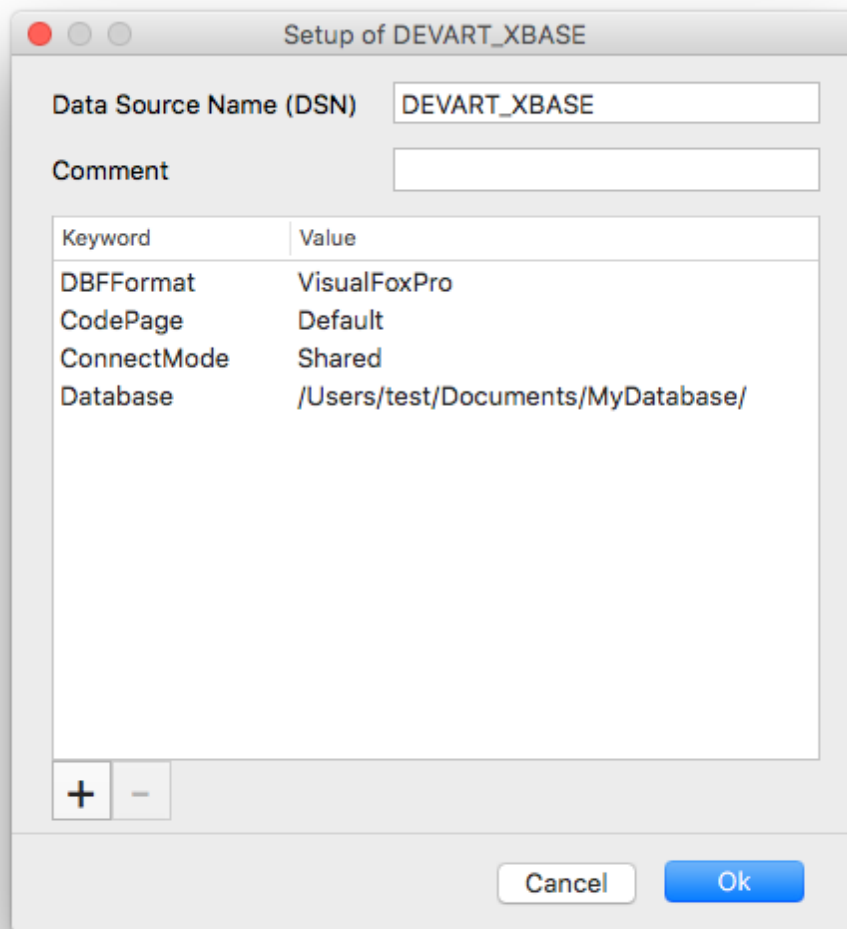 Setup of DEVART_XBASE
Data Source Name (DSN) DEVART_XBASE
Comment
Keyword Value
DBFFormat VisualFoxPro
CodePage Default
ConnectMode Shared
Database /Users/test/Documents/MyDatabase/
+ -
Cancel Ok